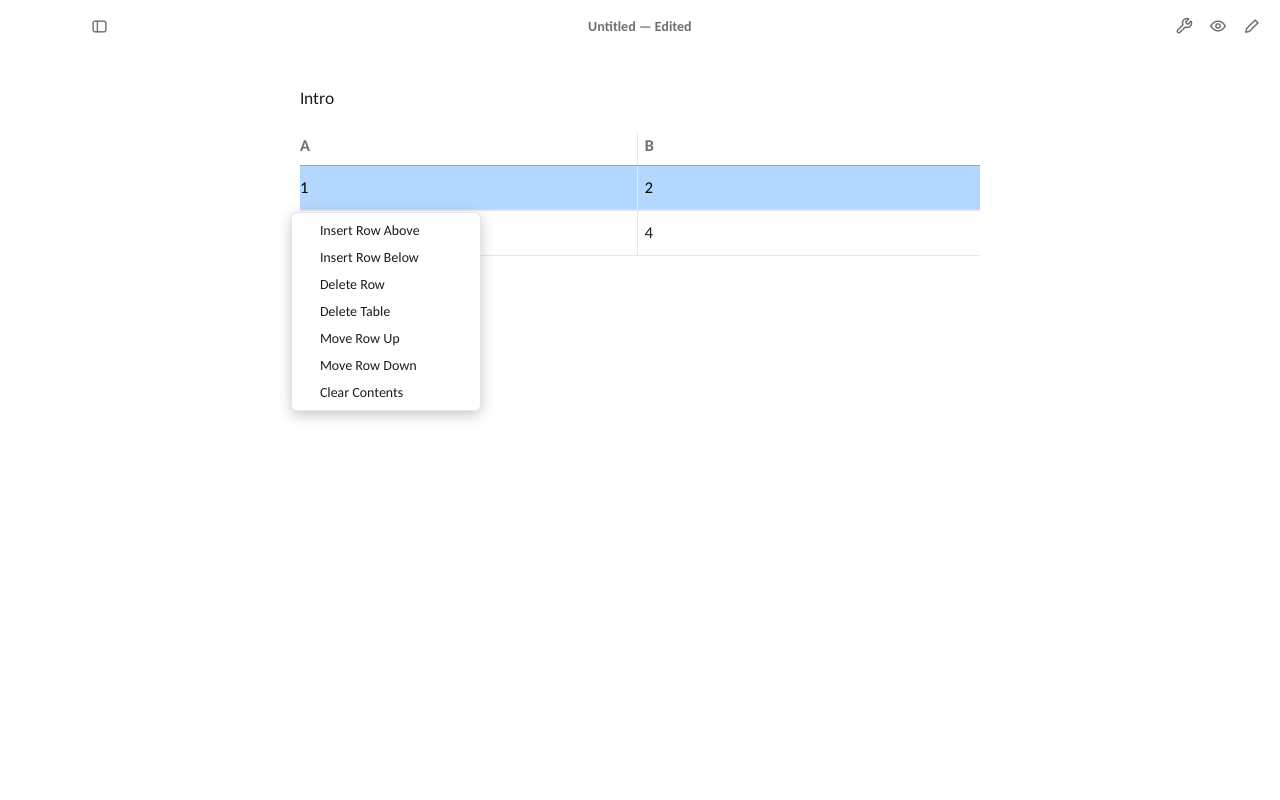 Untitled — Edited
Intro
A B
1 2
4
Insert Row Above
Insert Row Below
Delete Row
Delete Table
Move Row Up
Move Row Down
Clear Contents